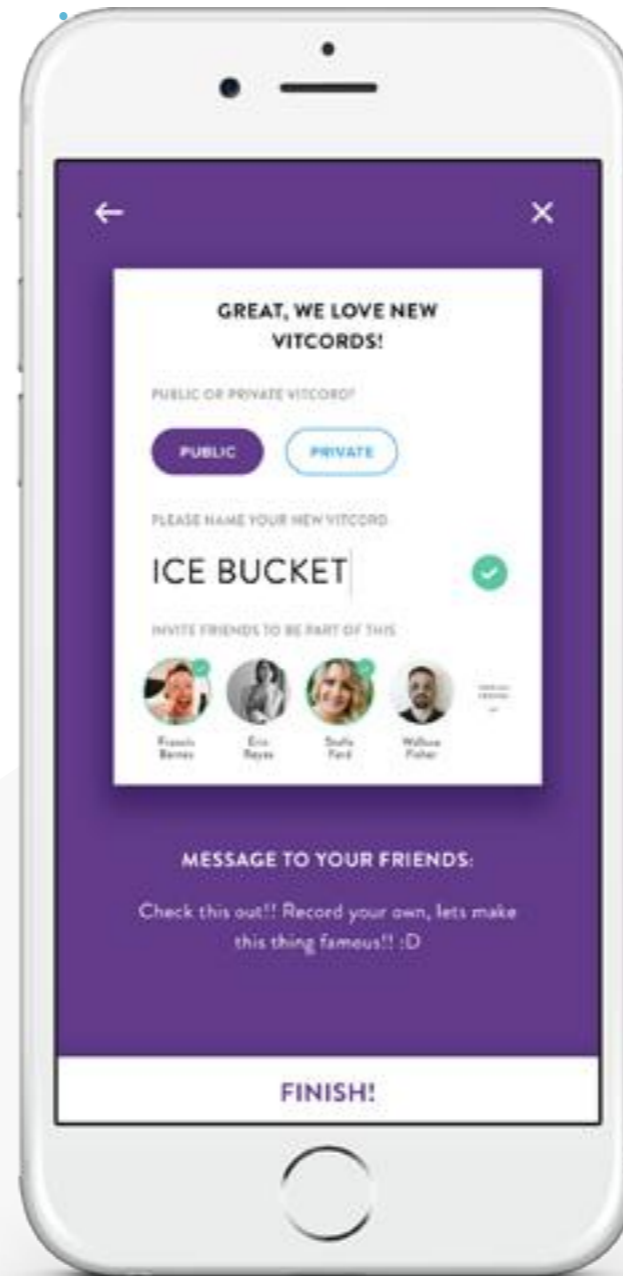 GREAT, WE LOVE NEW
VITCORDS!
PUBLIC OR PRIVATE VITCORD?
PUBLIC
PRIVATE
PLEASE NAME YOUR NEW VITCORD
ICE BUCKET
INVITE FRIENDS TO BE PART OF THIS
Francis
Barnes
Eric
Reyes
Wallace
Fisher
MESSAGE TO YOUR FRIENDS:
Check this out!! Record your own, lets make
this thing famous!! :D
FINISH!